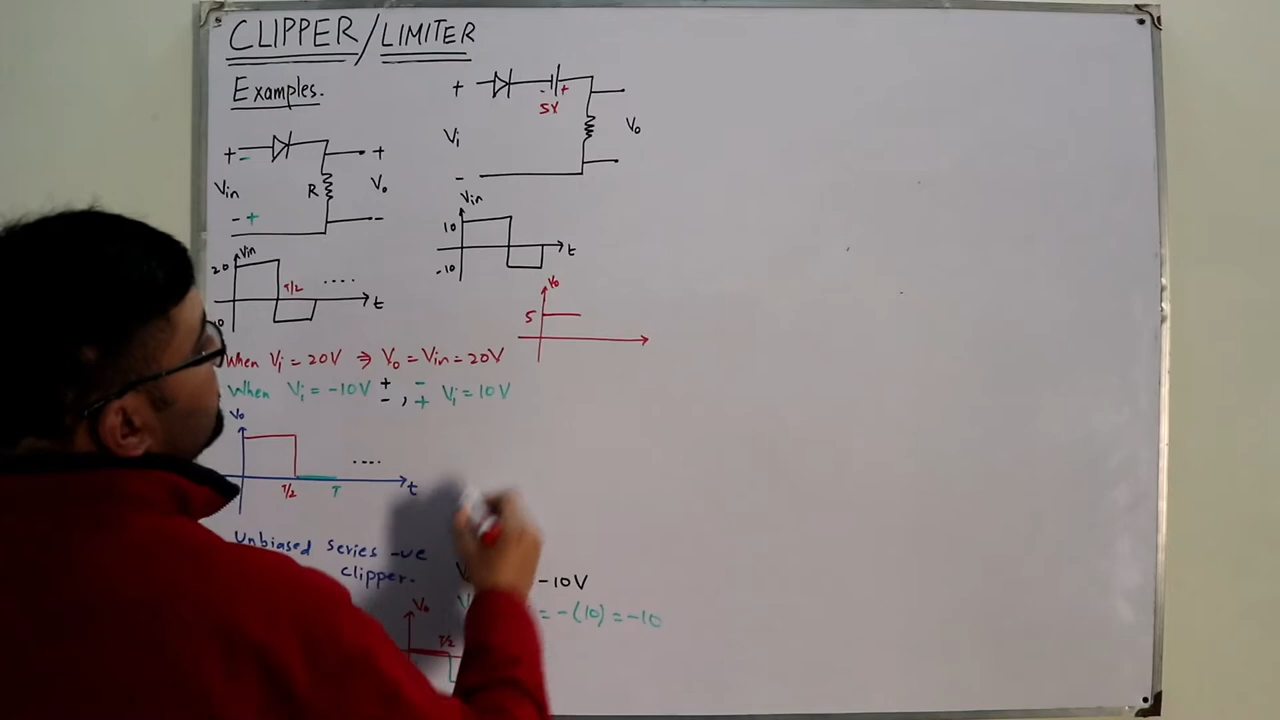 CLIPPER/LIMITER
Examples.
+ -
Vin
- +
R
+
Vo
-
20
Vin
T/2
....
t
When Vi = 20V ⇒ Vo = Vin = 20V
When Vi = -10V + - , - + Vi = 10V
Vo
T/2
T
....
t
Unbiased series -ve
clipper.
Vo
T/2
-10V
= -(10) = -10
+
- +
5V
Vi
-
Vo
Vin
10
-10
t
Vo
5